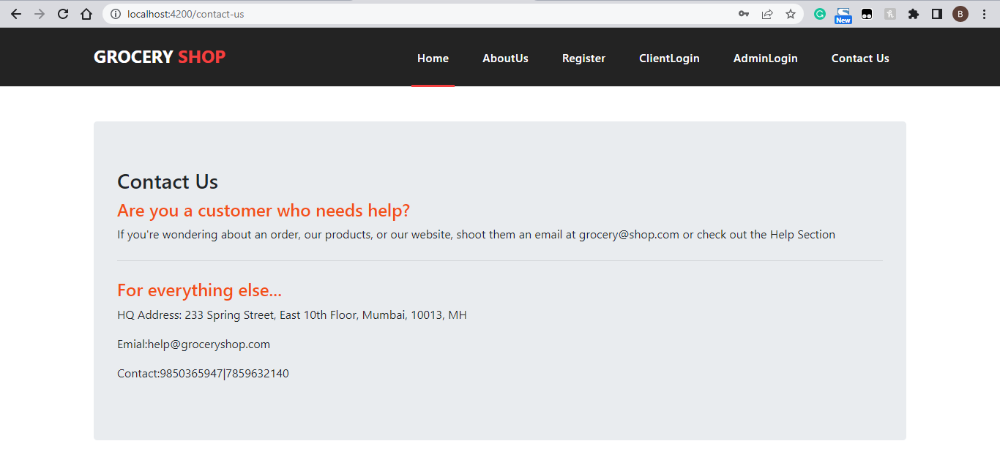 localhost:4200/contact-us
New
B
GROCERY SHOP
Home AboutUs Register ClientLogin AdminLogin Contact Us
Contact Us
Are you a customer who needs help?
If you're wondering about an order, our products, or our website, shoot them an email at grocery@shop.com or check out the Help Section
For everything else...
HQ Address: 233 Spring Street, East 10th Floor, Mumbai, 10013, MH
Emial:help@groceryshop.com
Contact:9850365947|7859632140